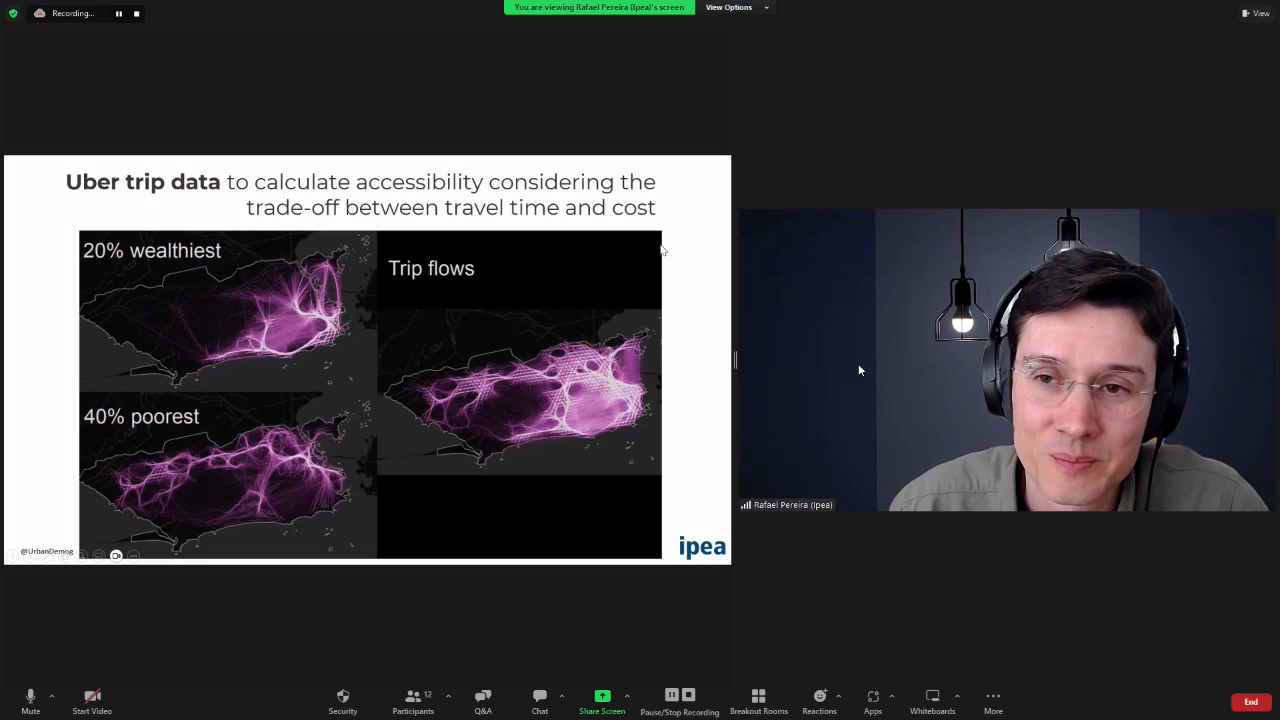 Recording...
You are viewing Rafael Pereira (Ipea)'s screen
View Options
View
Uber trip data to calculate accessibility considering the
trade-off between travel time and cost
20% wealthiest
Trip flows
40% poorest
@UrbanDemog
ipea
Rafael Pereira (Ipea)
Mute
Start Video
Security
Participants
12
Q&A
Chat
Share Screen
Pause/Stop Recording
Breakout Rooms
Reactions
Apps
Whiteboards
More
End